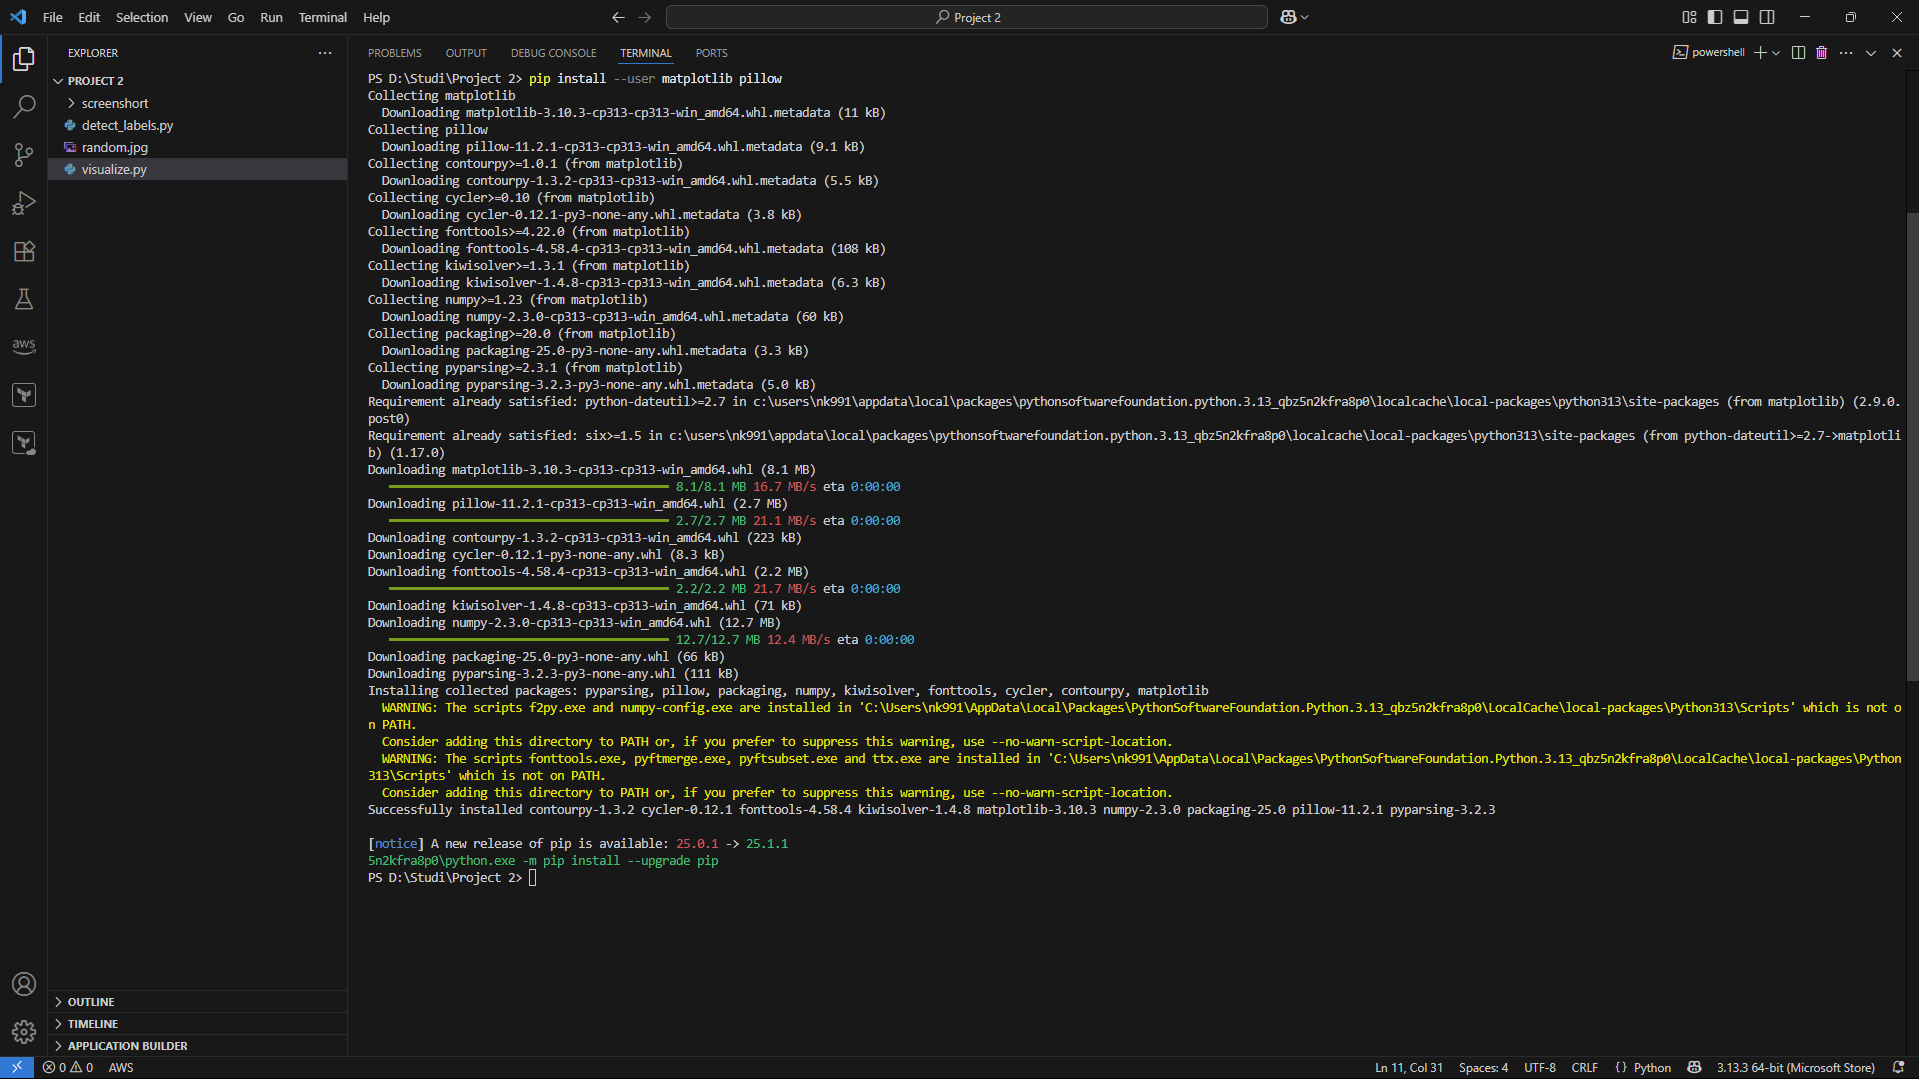 File Edit Selection View Go Run Terminal Help
Project 2
EXPLORER
PROJECT 2
screenshort
detect_labels.py
random.jpg
visualize.py
OUTLINE
TIMELINE
APPLICATION BUILDER
aws
PROBLEMS OUTPUT DEBUG CONSOLE TERMINAL PORTS
powershell
PS D:\Studi\Project 2> pip install --user matplotlib pillow
Collecting matplotlib
Downloading matplotlib-3.10.3-cp313-cp313-win_amd64.whl.metadata (11 kB)
Collecting pillow
Downloading pillow-11.2.1-cp313-cp313-win_amd64.whl.metadata (9.1 kB)
Collecting contourpy>=1.0.1 (from matplotlib)
Downloading contourpy-1.3.2-cp313-cp313-win_amd64.whl.metadata (5.5 kB)
Collecting cycler>=0.10 (from matplotlib)
Downloading cycler-0.12.1-py3-none-any.whl.metadata (3.8 kB)
Collecting fonttools>=4.22.0 (from matplotlib)
Downloading fonttools-4.58.4-cp313-cp313-win_amd64.whl.metadata (108 kB)
Collecting kiwisolver>=1.3.1 (from matplotlib)
Downloading kiwisolver-1.4.8-cp313-cp313-win_amd64.whl.metadata (6.3 kB)
Collecting numpy>=1.23 (from matplotlib)
Downloading numpy-2.3.0-cp313-cp313-win_amd64.whl.metadata (60 kB)
Collecting packaging>=20.0 (from matplotlib)
Downloading packaging-25.0-py3-none-any.whl.metadata (3.3 kB)
Collecting pyparsing>=2.3.1 (from matplotlib)
Downloading pyparsing-3.2.3-py3-none-any.whl.metadata (5.0 kB)
Requirement already satisfied: python-dateutil>=2.7 in c:\users\nk991\appdata\local\packages\pythonsoftwarefoundation.python.3.13_qbz5n2kfra8p0\localcache\local-packages\python313\site-packages (from matplotlib) (2.9.0.
post0)
Requirement already satisfied: six>=1.5 in c:\users\nk991\appdata\local\packages\pythonsoftwarefoundation.python.3.13_qbz5n2kfra8p0\localcache\local-packages\python313\site-packages (from python-dateutil>=2.7->matplotli
b) (1.17.0)
Downloading matplotlib-3.10.3-cp313-cp313-win_amd64.whl (8.1 MB)
8.1/8.1 MB 16.7 MB/s eta 0:00:00
Downloading pillow-11.2.1-cp313-cp313-win_amd64.whl (2.7 MB)
2.7/2.7 MB 21.1 MB/s eta 0:00:00
Downloading contourpy-1.3.2-cp313-cp313-win_amd64.whl (223 kB)
Downloading cycler-0.12.1-py3-none-any.whl (8.3 kB)
Downloading fonttools-4.58.4-cp313-cp313-win_amd64.whl (2.2 MB)
2.2/2.2 MB 21.7 MB/s eta 0:00:00
Downloading kiwisolver-1.4.8-cp313-cp313-win_amd64.whl (71 kB)
Downloading numpy-2.3.0-cp313-cp313-win_amd64.whl (12.7 MB)
12.7/12.7 MB 12.4 MB/s eta 0:00:00
Downloading packaging-25.0-py3-none-any.whl (66 kB)
Downloading pyparsing-3.2.3-py3-none-any.whl (111 kB)
Installing collected packages: pyparsing, pillow, packaging, numpy, kiwisolver, fonttools, cycler, contourpy, matplotlib
WARNING: The scripts f2py.exe and numpy-config.exe are installed in 'C:\Users\nk991\AppData\Local\Packages\PythonSoftwareFoundation.Python.3.13_qbz5n2kfra8p0\LocalCache\local-packages\Python313\Scripts' which is not o
n PATH.
Consider adding this directory to PATH or, if you prefer to suppress this warning, use --no-warn-script-location.
WARNING: The scripts fonttools.exe, pyftmerge.exe, pyftsubset.exe and ttx.exe are installed in 'C:\Users\nk991\AppData\Local\Packages\PythonSoftwareFoundation.Python.3.13_qbz5n2kfra8p0\LocalCache\local-packages\Python
313\Scripts' which is not on PATH.
Consider adding this directory to PATH or, if you prefer to suppress this warning, use --no-warn-script-location.
Successfully installed contourpy-1.3.2 cycler-0.12.1 fonttools-4.58.4 kiwisolver-1.4.8 matplotlib-3.10.3 numpy-2.3.0 packaging-25.0 pillow-11.2.1 pyparsing-3.2.3
[notice] A new release of pip is available: 25.0.1 -> 25.1.1
5n2kfra8p0\python.exe -m pip install --upgrade pip
PS D:\Studi\Project 2>
0 0 AWS
Ln 11, Col 31 Spaces: 4 UTF-8 CRLF {} Python 3.13.3 64-bit (Microsoft Store)